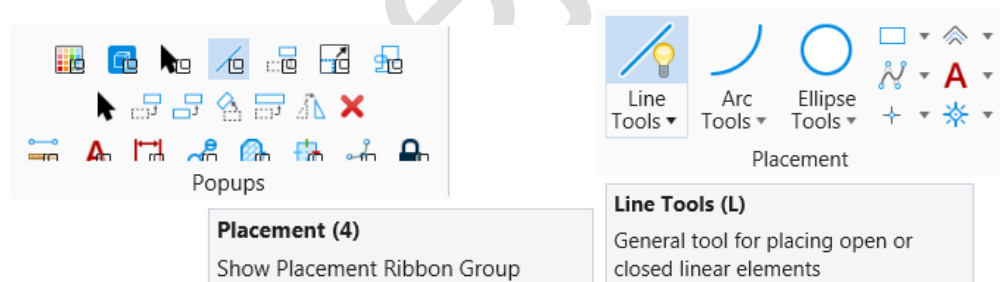 Popups
Placement (4)
Show Placement Ribbon Group
Line Tools
Arc Tools
Ellipse Tools
A
Placement
Line Tools (L)
General tool for placing open or
closed linear elements